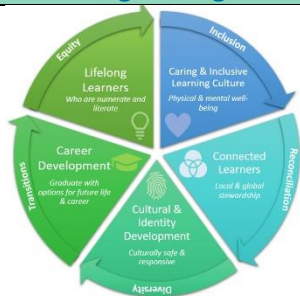 Equity
Lifelong
Learners
Who are numerate and
literate
Inclusion
Caring & Inclusive
Learning Culture
Physical & mental well-
being
Reconciliation
Connected
Learners
Local & global
stewardship
Diversity
Cultural &
Identity
Development
Culturally safe &
responsive
Transitions
Career
Development
Graduate with
options for future life
& career